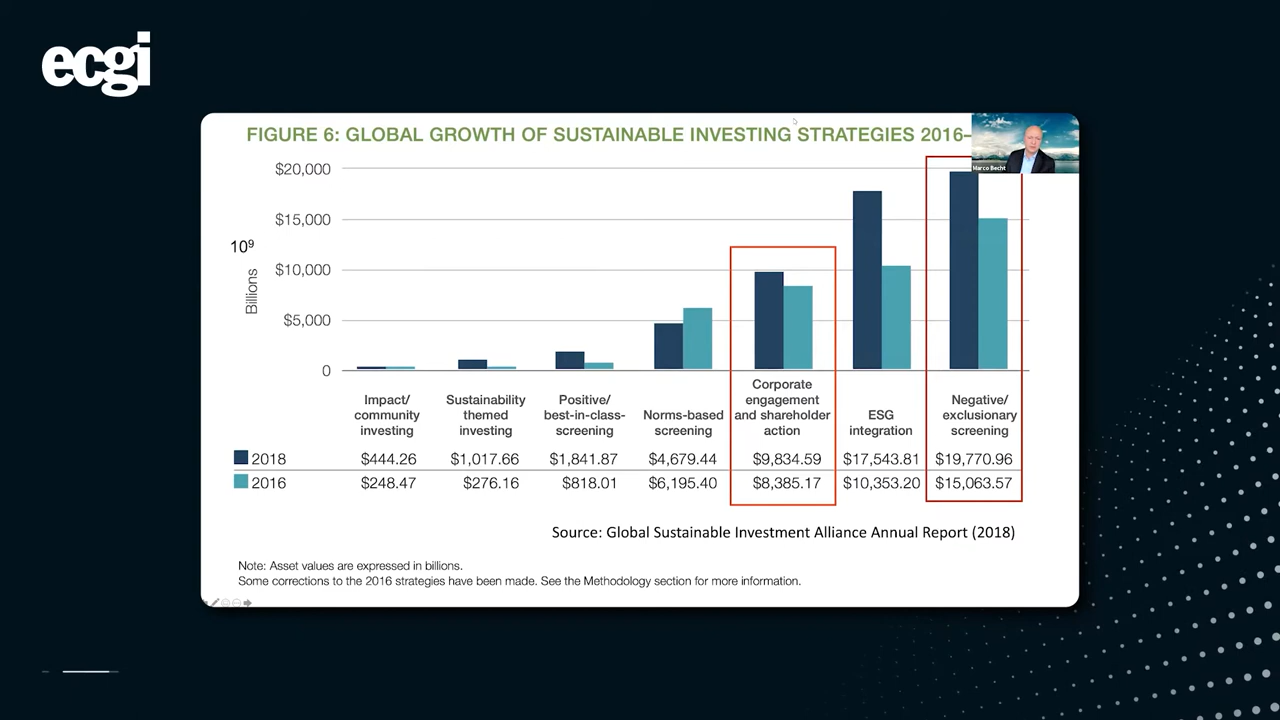 ecgi
FIGURE 6: GLOBAL GROWTH OF SUSTAINABLE INVESTING STRATEGIES 2016–
Marco Becht
$20,000
$15,000
10⁹
$10,000
Billions
$5,000
0
Impact/
community
investing
Sustainability
themed
investing
Positive/
best-in-class-
screening
Norms-based
screening
Corporate
engagement
and shareholder
action
ESG
integration
Negative/
exclusionary
screening
2018 $444.26 $1,017.66 $1,841.87 $4,679.44 $9,834.59 $17,543.81 $19,770.96
2016 $248.47 $276.16 $818.01 $6,195.40 $8,385.17 $10,353.20 $15,063.57
Source: Global Sustainable Investment Alliance Annual Report (2018)
Note: Asset values are expressed in billions.
Some corrections to the 2016 strategies have been made. See the Methodology section for more information.